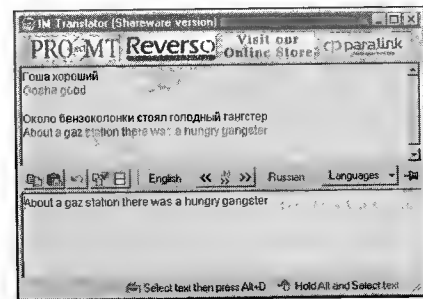 IM Translator (Shareware version)
PROMT Reverso Visit our Online Store paralink
Гоша хороший
Gosha good
Около бензоколонки стоял голодный гангстер
About a gaz station there was a hungry gangster
English << >> Russian Languages
About a gaz station there was a hungry gangster
Select text then press Alt+D Hold Alt and Select text